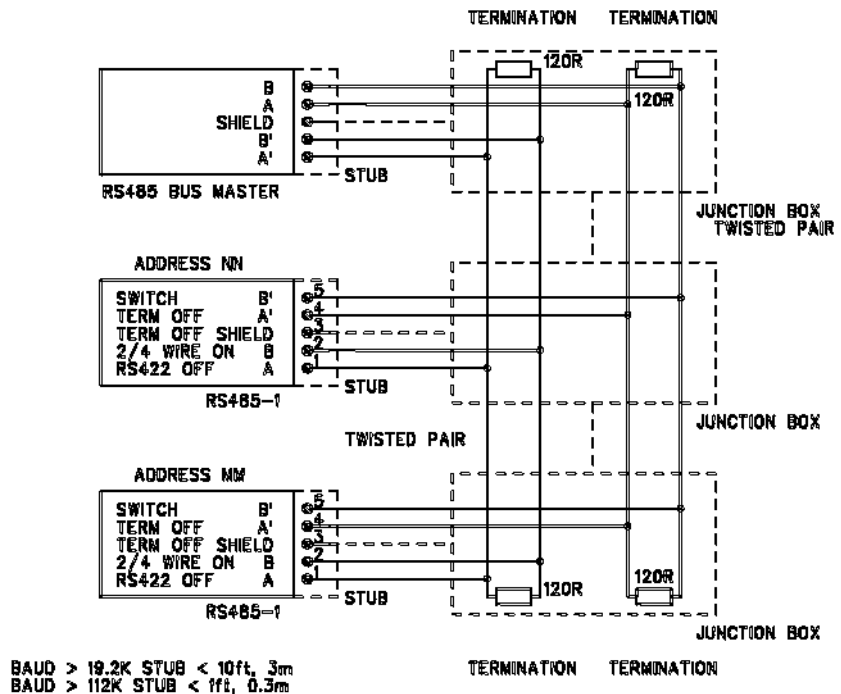 TERMINATION TERMINATION
120R
120R
B
A
SHIELD
B'
A'
STUB
RS485 BUS MASTER
JUNCTION BOX
TWISTED PAIR
ADDRESS NN
SWITCH B' 5
TERM OFF A' 4
TERM OFF SHIELD 3
2/4 WIRE ON B 2
RS422 OFF A 1
STUB
RS485-1
JUNCTION BOX
TWISTED PAIR
ADDRESS MM
SWITCH B' 5
TERM OFF A' 4
TERM OFF SHIELD 3
2/4 WIRE ON B 2
RS422 OFF A 1
120R 120R
STUB
RS485-1
JUNCTION BOX
BAUD > 19.2K STUB < 10ft, 3m
BAUD > 112K STUB < 1ft, 0.3m
TERMINATION TERMINATION